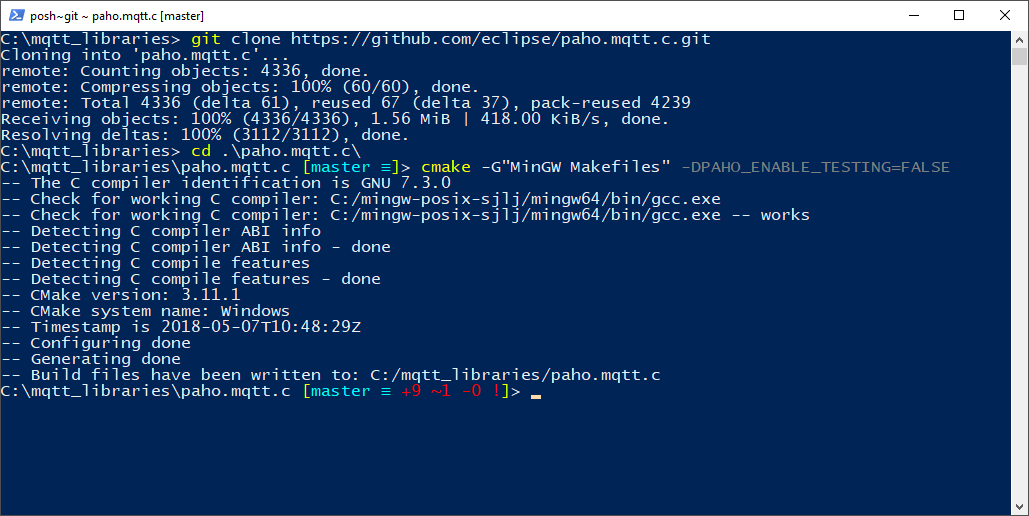 posh~git ~ paho.mqtt.c [master]
C:\mqtt_libraries> git clone https://github.com/eclipse/paho.mqtt.c.git
Cloning into 'paho.mqtt.c'...
remote: Counting objects: 4336, done.
remote: Compressing objects: 100% (60/60), done.
remote: Total 4336 (delta 61), reused 67 (delta 37), pack-reused 4239
Receiving objects: 100% (4336/4336), 1.56 MiB | 418.00 KiB/s, done.
Resolving deltas: 100% (3112/3112), done.
C:\mqtt_libraries> cd .\paho.mqtt.c\
C:\mqtt_libraries\paho.mqtt.c [master ≡]> cmake -G"MinGW Makefiles" -DPAHO_ENABLE_TESTING=FALSE
-- The C compiler identification is GNU 7.3.0
-- Check for working C compiler: C:/mingw-posix-sjlj/mingw64/bin/gcc.exe
-- Check for working C compiler: C:/mingw-posix-sjlj/mingw64/bin/gcc.exe -- works
-- Detecting C compiler ABI info
-- Detecting C compiler ABI info - done
-- Detecting C compile features
-- Detecting C compile features - done
-- CMake version: 3.11.1
-- CMake system name: Windows
-- Timestamp is 2018-05-07T10:48:29Z
-- Configuring done
-- Generating done
-- Build files have been written to: C:/mqtt_libraries/paho.mqtt.c
C:\mqtt_libraries\paho.mqtt.c [master ≡ +9 ~1 -0 !]>